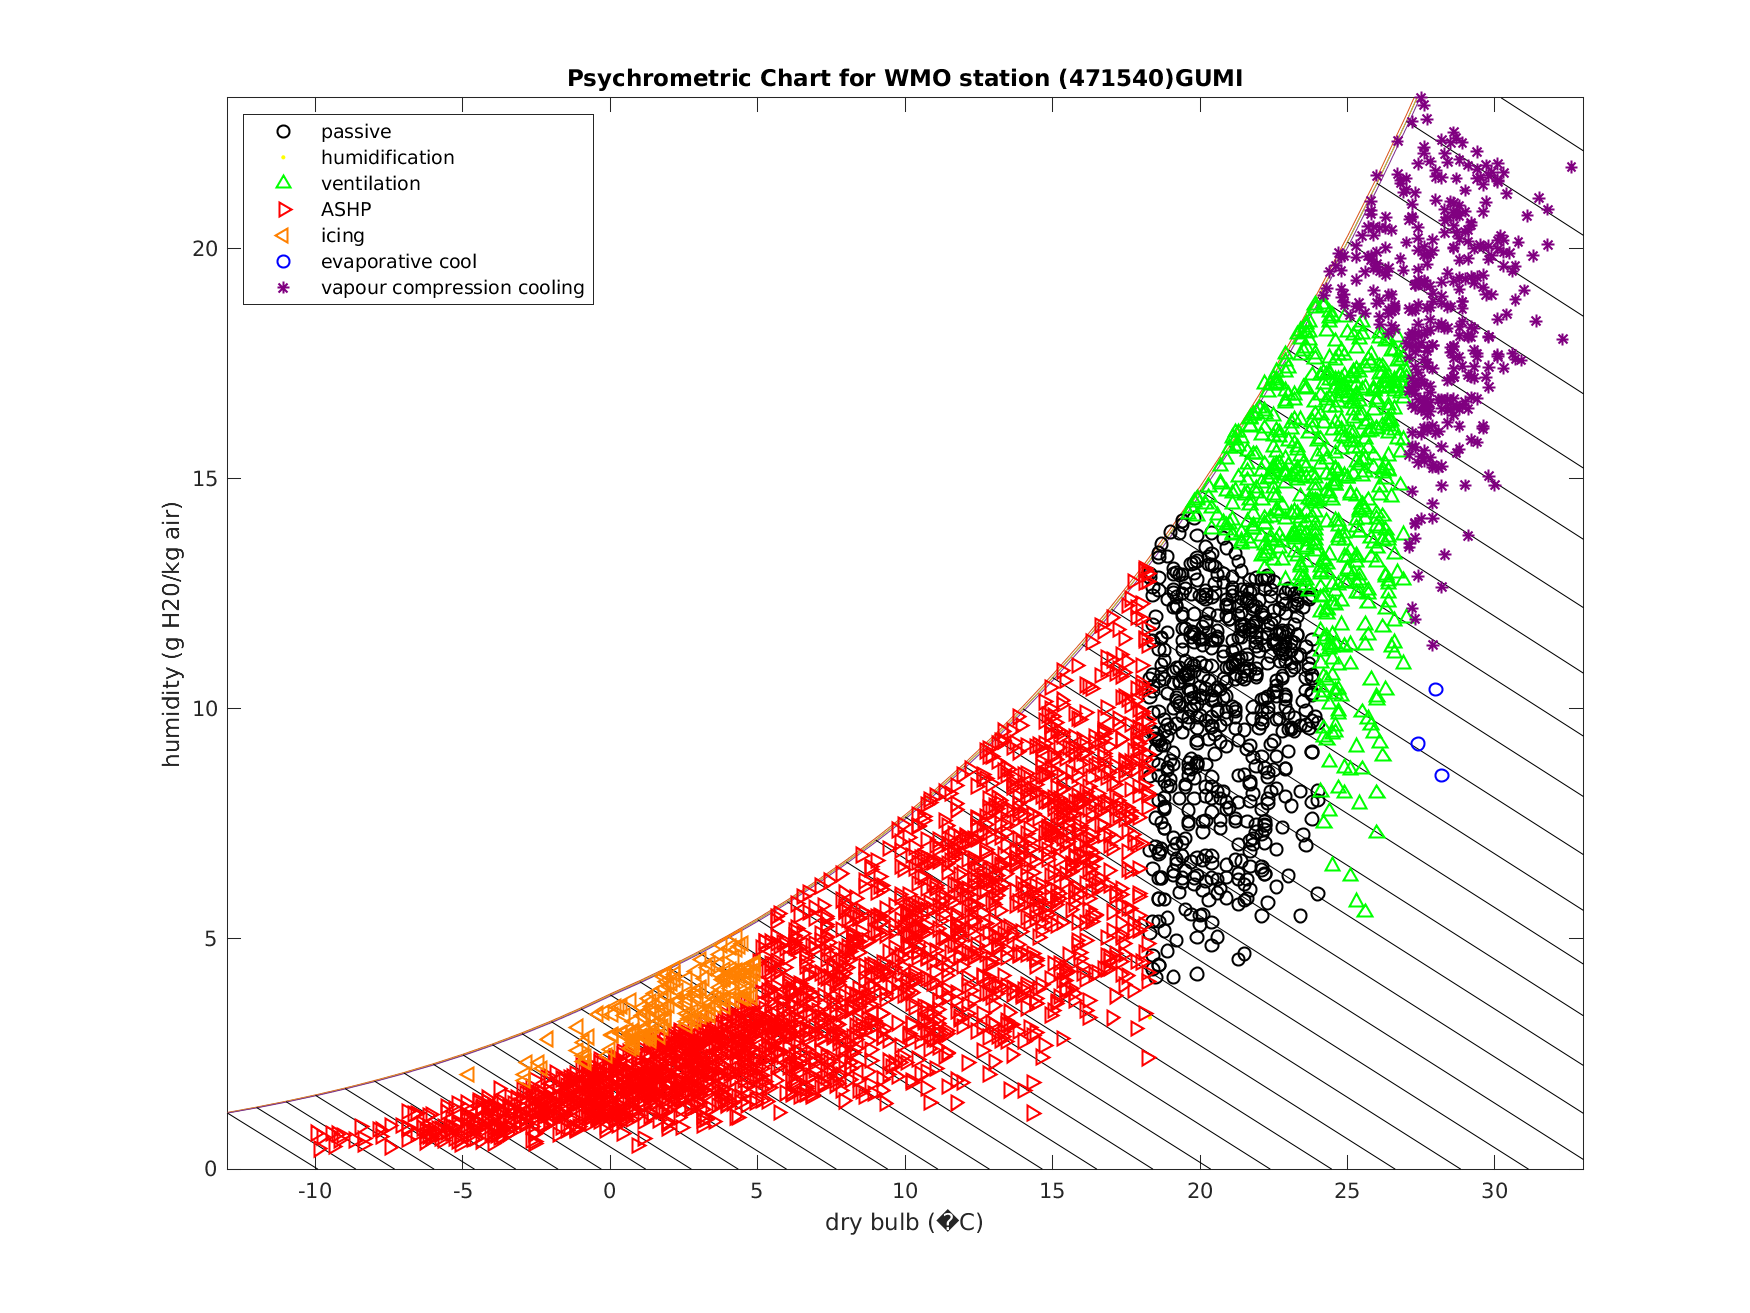 Psychrometric Chart for WMO station (471540)GUMI
passive
humidification
ventilation
ASHP
icing
evaporative cool
vapour compression cooling
humidity (g H20/kg air)
20
15
10
5
0
-10 -5 0 5 10 15 20 25 30
dry bulb (�C)